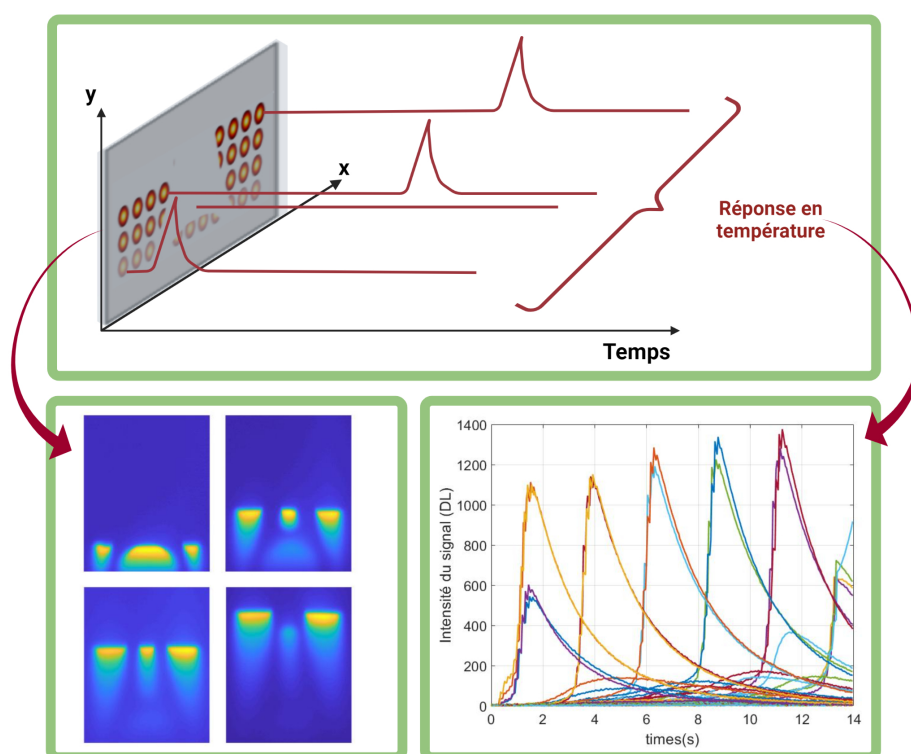 y
x
Réponse en
température
Temps
Intensité du signal (DL)
1400
1200
1000
800
600
400
200
0
0 2 4 6 8 10 12 14
times(s)